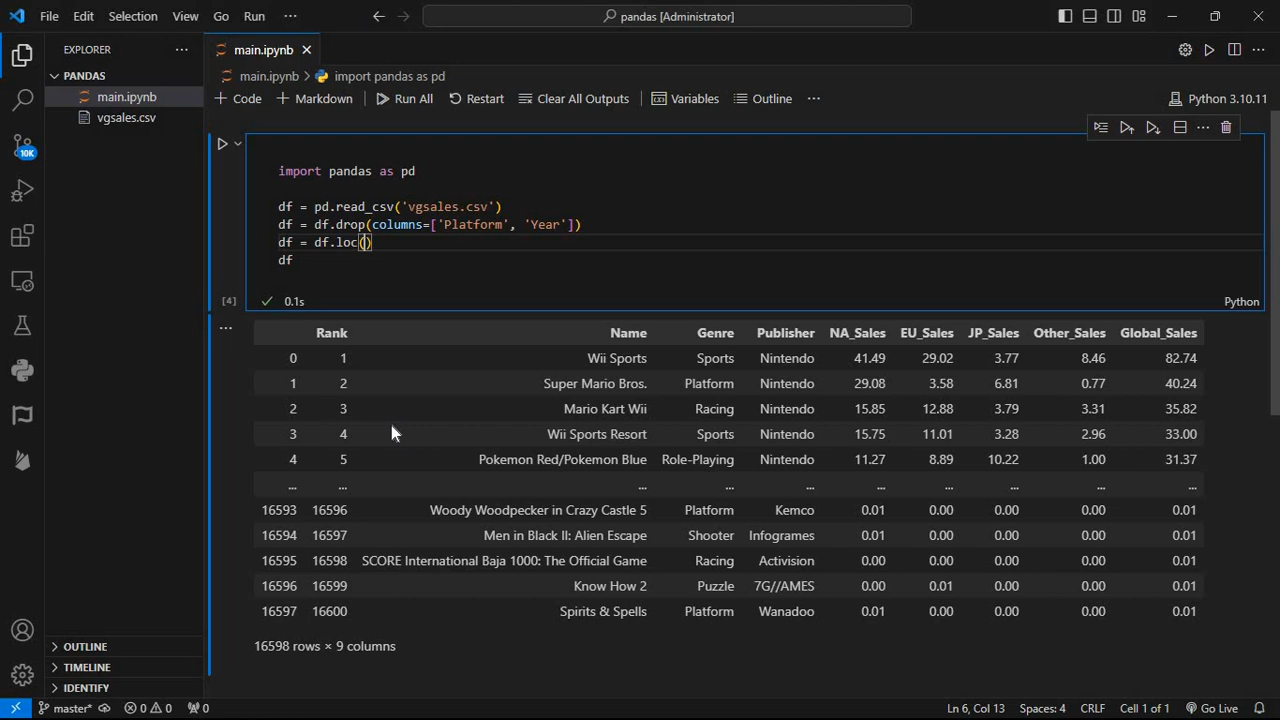 File Edit Selection View Go Run ··· pandas [Administrator]
EXPLORER ··· main.ipynb
PANDAS main.ipynb > import pandas as pd
main.ipynb
vgsales.csv
+ Code + Markdown Run All Restart Clear All Outputs Variables Outline ··· Python 3.10.11
10K
import pandas as pd
df = pd.read_csv('vgsales.csv')
df = df.drop(columns=['Platform', 'Year'])
df = df.loc()
df
[4] 0.1s Python
Rank Name Genre Publisher NA_Sales EU_Sales JP_Sales Other_Sales Global_Sales
0 1 Wii Sports Sports Nintendo 41.49 29.02 3.77 8.46 82.74
1 2 Super Mario Bros. Platform Nintendo 29.08 3.58 6.81 0.77 40.24
2 3 Mario Kart Wii Racing Nintendo 15.85 12.88 3.79 3.31 35.82
3 4 Wii Sports Resort Sports Nintendo 15.75 11.01 3.28 2.96 33.00
4 5 Pokemon Red/Pokemon Blue Role-Playing Nintendo 11.27 8.89 10.22 1.00 31.37
... ... ... ... ... ... ... ... ... ...
16593 16596 Woody Woodpecker in Crazy Castle 5 Platform Kemco 0.01 0.00 0.00 0.00 0.01
16594 16597 Men in Black II: Alien Escape Shooter Infogrames 0.01 0.00 0.00 0.00 0.01
16595 16598 SCORE International Baja 1000: The Official Game Racing Activision 0.00 0.00 0.00 0.00 0.01
16596 16599 Know How 2 Puzzle 7G//AMES 0.00 0.01 0.00 0.00 0.01
16597 16600 Spirits & Spells Platform Wanadoo 0.01 0.00 0.00 0.00 0.01
16598 rows × 9 columns
OUTLINE
TIMELINE
IDENTIFY
master* 0 0 0 Ln 6, Col 13 Spaces: 4 CRLF Cell 1 of 1 Go Live